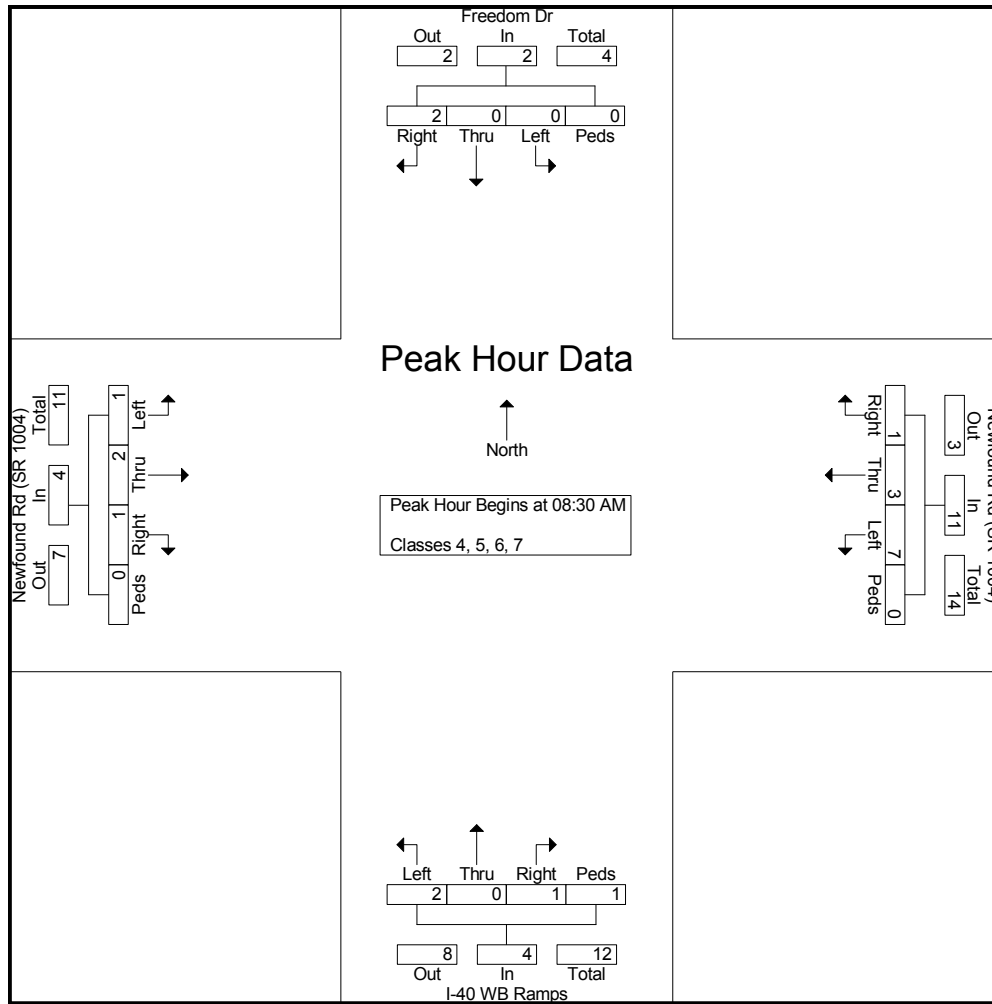 Freedom Dr
Out In Total
2 2 4
2 0 0 0
Right Thru Left Peds
Peak Hour Data
North
Peak Hour Begins at 08:30 AM
Classes 4, 5, 6, 7
Newfound Rd (SR 1004)
Out In Total
7 4 11
0 1 2 1
Peds Right Thru Left
Newfound Rd (SR 1004)
Out In Total
3 11 14
1 3 7 0
Right Thru Left Peds
Left Thru Right Peds
2 0 1 1
8 4 12
Out In Total
I-40 WB Ramps